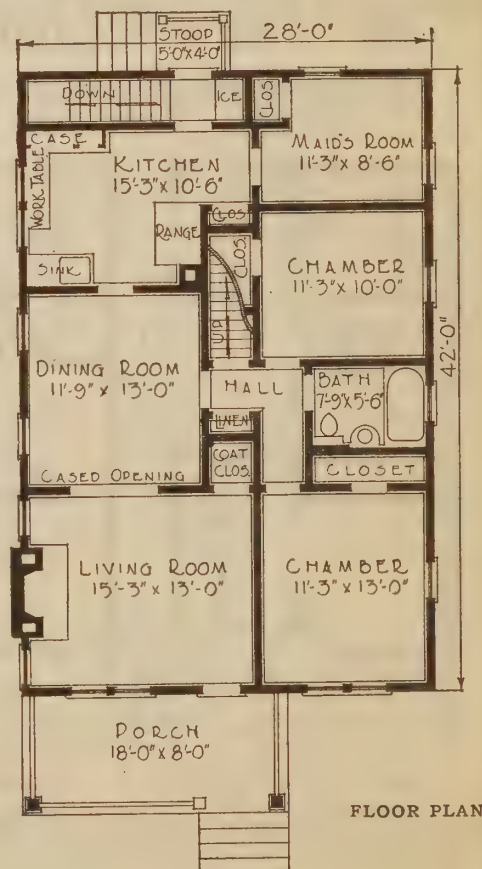 STOOP
5'-0"X4'-0"
28'-0"
DOWN
ICE
CLOS.
CASE
MAID'S ROOM
11'-3" X 8'-6"
KITCHEN
15'-3" X 10'-6"
WORK TABLE
CLOS
RANGE
SINK
CLOS.
CHAMBER
11'-3" X 10'-0"
UP
42'-0"
DINING ROOM
11'-9" X 13'-0"
HALL
BATH
7'-9"X5'-6"
LINEN
COAT
CLOS.
CLOSET
CASED OPENING
LIVING ROOM
15'-3" X 13'-0"
CHAMBER
11'-3" X 13'-0"
PORCH
18'-0" X 8'-0"
FLOOR PLAN